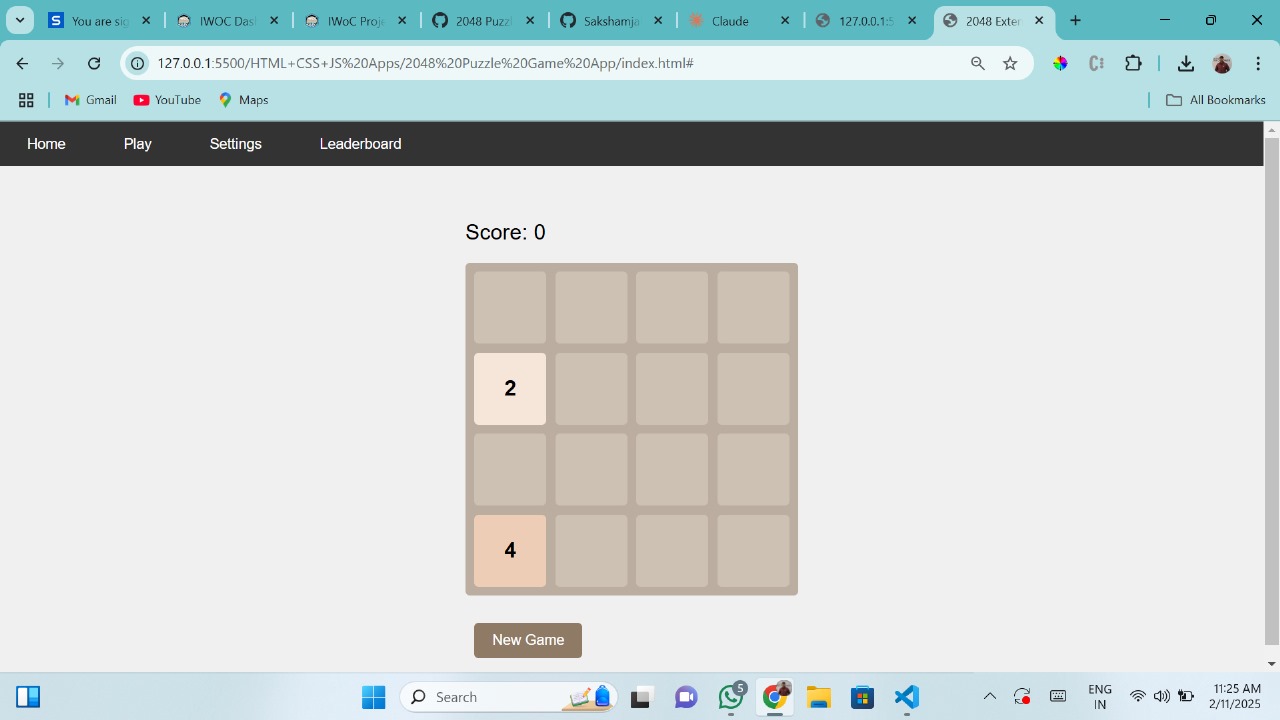 You are sig
IWOC Das
IWoC Proje
2048 Puzzl
Sakshamja
Claude
127.0.0.1:5
2048 Exter
127.0.0.1:5500/HTML+CSS+JS%20Apps/2048%20Puzzle%20Game%20App/index.html#
Gmail
YouTube
Maps
All Bookmarks
Home
Play
Settings
Leaderboard
Score: 0
2
4
New Game
Search
5
ENG
IN
11:25 AM
2/11/2025